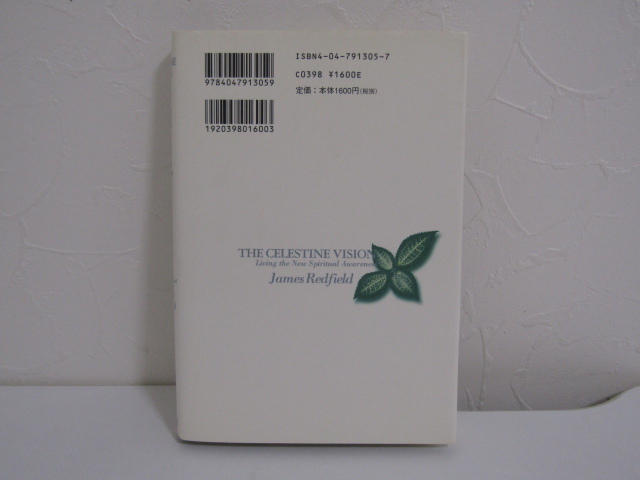 ISBN4-04-791305-7
9784047913059
C0398 ¥1600E
定価：本体1600円(税別)
1920398016003
THE CELESTINE VISION
Living the New Spiritual Awareness
James Redfield